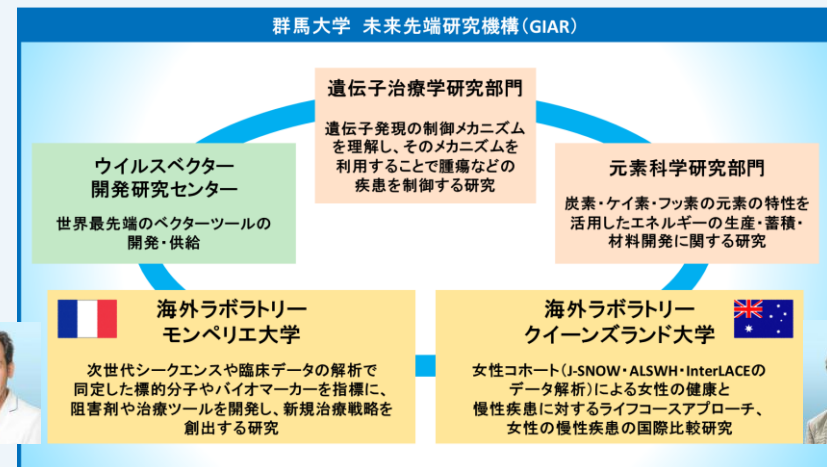 群馬大学 未来先端研究機構(GIAR)
遺伝子治療学研究部門
遺伝子発現の制御メカニズム
を理解し、そのメカニズムを
利用することで腫瘍などの
疾患を制御する研究
ウイルスベクター
開発研究センター
世界最先端のベクターツールの
開発・供給
元素科学研究部門
炭素・ケイ素・フッ素の元素の特性を
活用したエネルギーの生産・蓄積・
材料開発に関する研究
海外ラボラトリー
モンペリエ大学
次世代シークエンスや臨床データの解析で
同定した標的分子やバイオマーカーを指標に、
阻害剤や治療ツールを開発し、新規治療戦略を
創出する研究
海外ラボラトリー
クイーンズランド大学
女性コホート(J-SNOW・ALSWH・InterLACEの
データ解析)による女性の健康と
慢性疾患に対するライフコースアプローチ、
女性の慢性疾患の国際比較研究